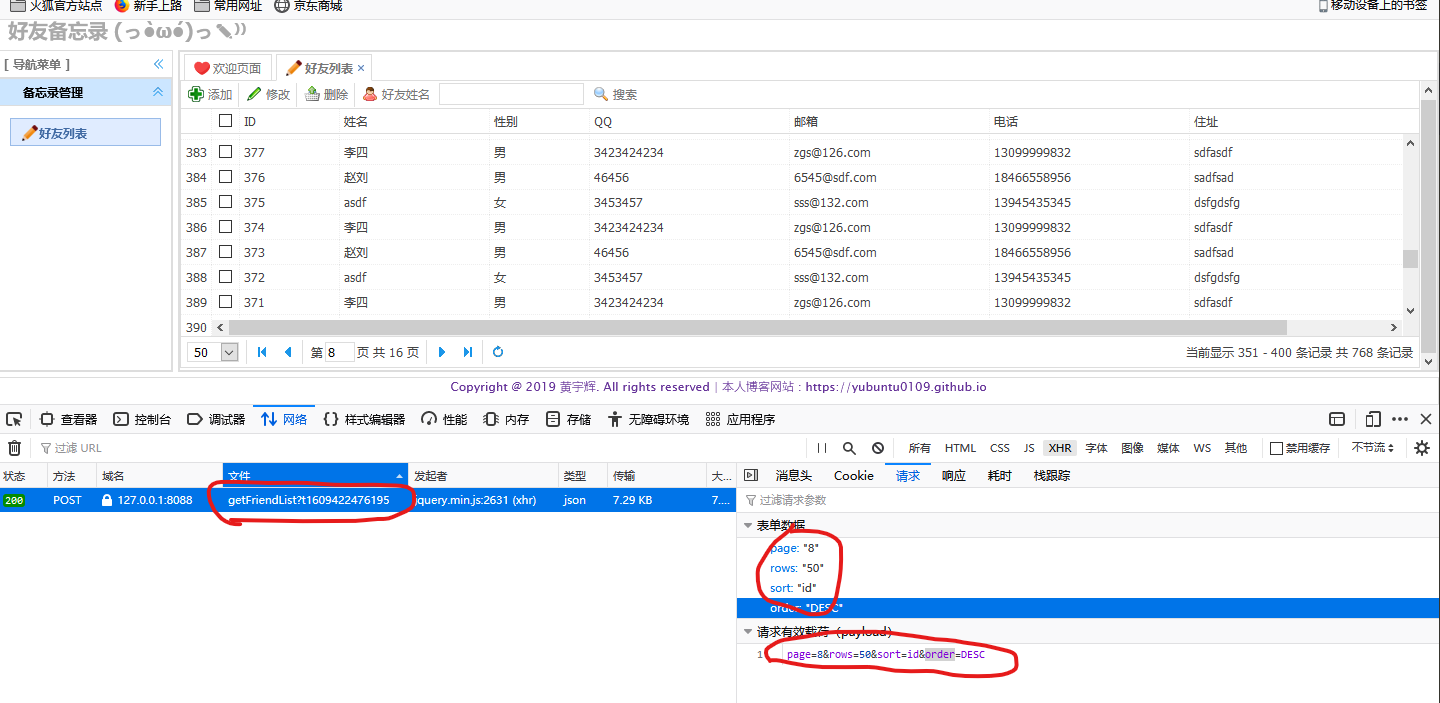 火狐官方站点 新手上路 常用网址 京东商城 移动设备上的书签
好友备忘录 (っ•̀ω•́)っ✎⁾⁾
[ 导航菜单 ]
备忘录管理
好友列表
欢迎页面 好友列表 ×
添加 修改 删除 好友姓名 搜索
ID 姓名 性别 QQ 邮箱 电话 住址
383 377 李四 男 3423424234 zgs@126.com 13099999832 sdfasdf
384 376 赵刘 男 46456 6545@sdf.com 18466558956 sadfsad
385 375 asdf 女 3453457 sss@132.com 13945435345 dsfgdsfg
386 374 李四 男 3423424234 zgs@126.com 13099999832 sdfasdf
387 373 赵刘 男 46456 6545@sdf.com 18466558956 sadfsad
388 372 asdf 女 3453457 sss@132.com 13945435345 dsfgdsfg
389 371 李四 男 3423424234 zgs@126.com 13099999832 sdfasdf
390
50 第 8 页 共 16 页 当前显示 351 - 400 条记录 共 768 条记录
Copyright @ 2019 黄宇辉. All rights reserved | 本人博客网站 : https://yubuntu0109.github.io
查看器 控制台 调试器 网络 样式编辑器 性能 内存 存储 无障碍环境 应用程序
过滤 URL 所有 HTML CSS JS XHR 字体 图像 媒体 WS 其他 禁用缓存 不节流
状态 方法 域名 文件 发起者 类型 传输 大...
200 POST 127.0.0.1:8088 getFriendList?t1609422476195 jquery.min.js:2631 (xhr) json 7.29 KB 7....
消息头 Cookie 请求 响应 耗时 栈跟踪
过滤请求参数
表单数据
page: "8"
rows: "50"
sort: "id"
order: "DESC"
请求有效载荷 (payload)
1 page=8&rows=50&sort=id&order=DESC